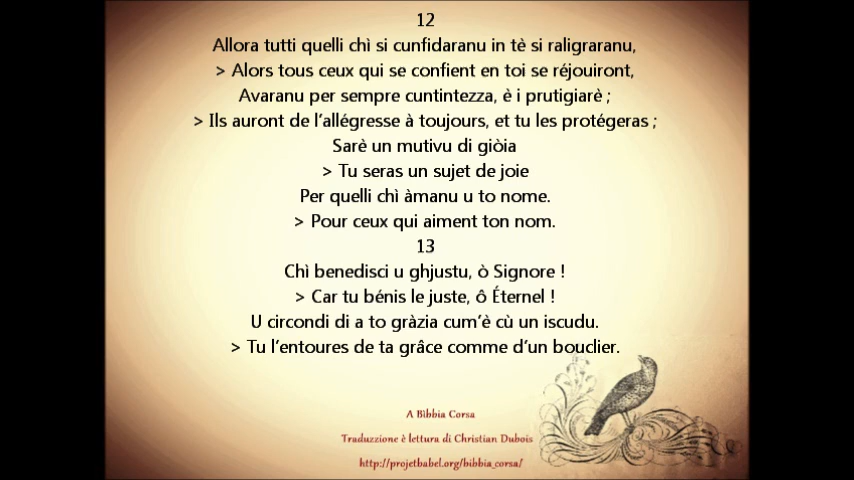 12
Allora tutti quelli chì si cunfidaranu in tè si raligraranu,
> Alors tous ceux qui se confient en toi se réjouiront,
Avaranu per sempre cuntintezza, è i prutigiarè ;
> Ils auront de l'allégresse à toujours, et tu les protégeras ;
Sarè un mutivu di giòia
> Tu seras un sujet de joie
Per quelli chì àmanu u to nome.
> Pour ceux qui aiment ton nom.
13
Chì benedisci u ghjustu, ò Signore !
> Car tu bénis le juste, ô Éternel !
U circondi di a to gràzia cum'è cù un iscudu.
> Tu l'entoures de ta grâce comme d'un bouclier.
A Bìbbia Corsa
Traduzzione è lettura di Christian Dubois
http://projetbabel.org/bibbia_corsa/